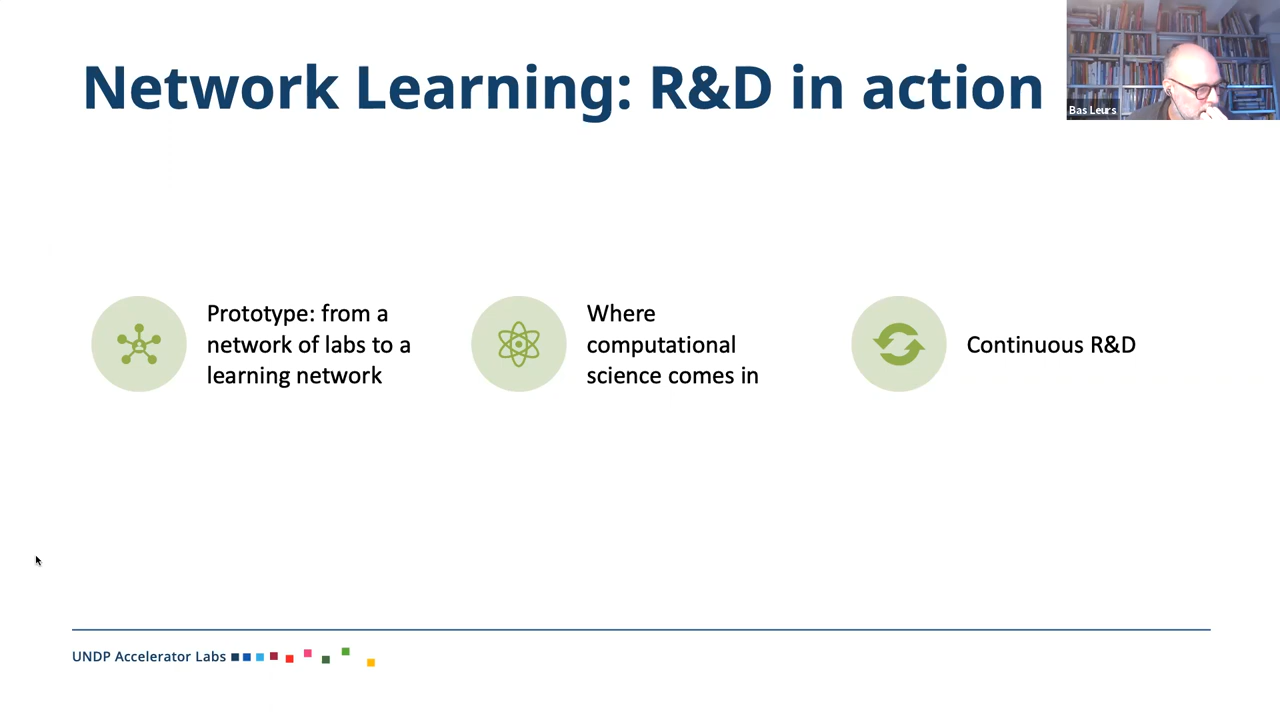 Network Learning: R&D in action
Bas Leurs
Prototype: from a
network of labs to a
learning network
Where
computational
science comes in
Continuous R&D
UNDP Accelerator Labs